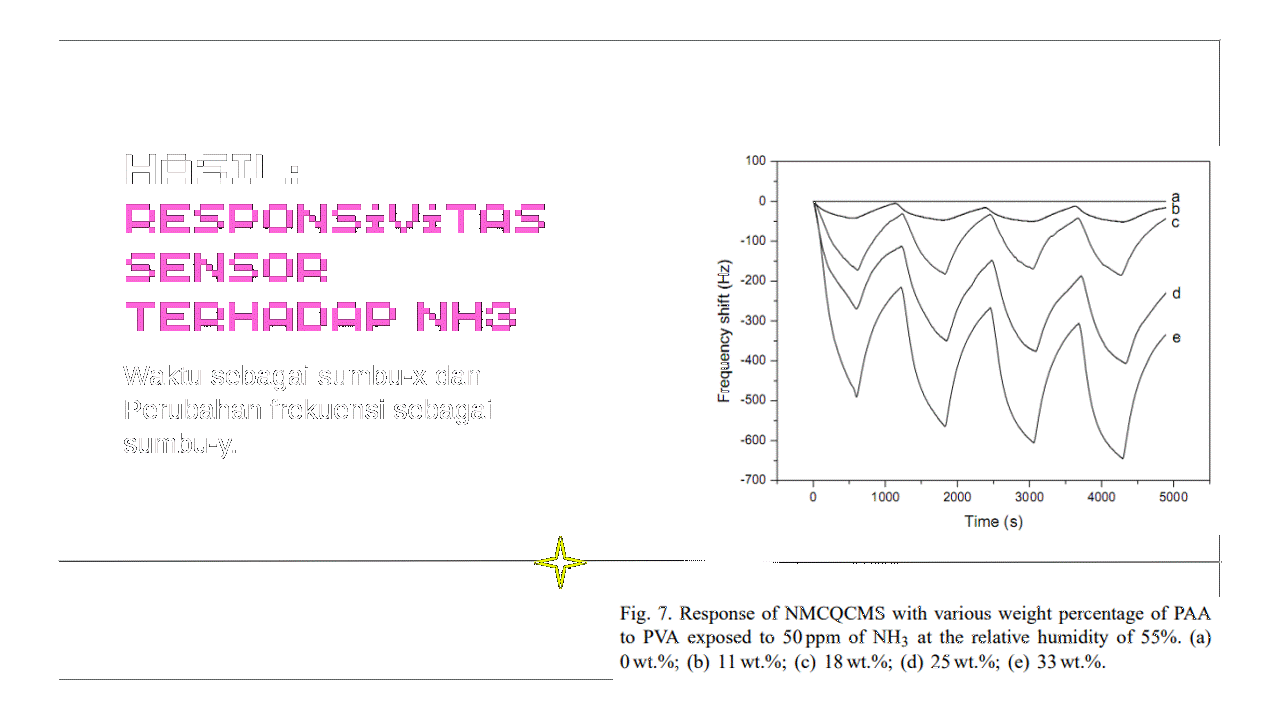 HASIL :
RESPONSiViTAS
SENSOR
TERHADAP NH3
Waktu sebagai sumbu-x dan
Perubahan frekuensi sebagai
sumbu-y.
100
0
-100
-200
-300
-400
-500
-600
-700
Frequency shift (Hz)
a
b
c
d
e
0 1000 2000 3000 4000 5000
Time (s)
Fig. 7. Response of NMCQCMS with various weight percentage of PAA
to PVA exposed to 50 ppm of NH₃ at the relative humidity of 55%. (a)
0 wt.%; (b) 11 wt.%; (c) 18 wt.%; (d) 25 wt.%; (e) 33 wt.%.